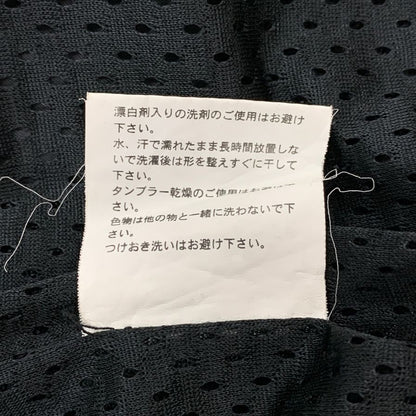 漂白剤入りの洗剤のご使用はお避け
下さい。
水、汗で濡れたまま長時間放置しな
いで洗濯後は形を整えすぐに干して
下さい。
タンブラー乾燥のご使用はお避け下
さい。
色物は他の物と一緒に洗わないで下
さい。
つけおき洗いはお避け下さい。